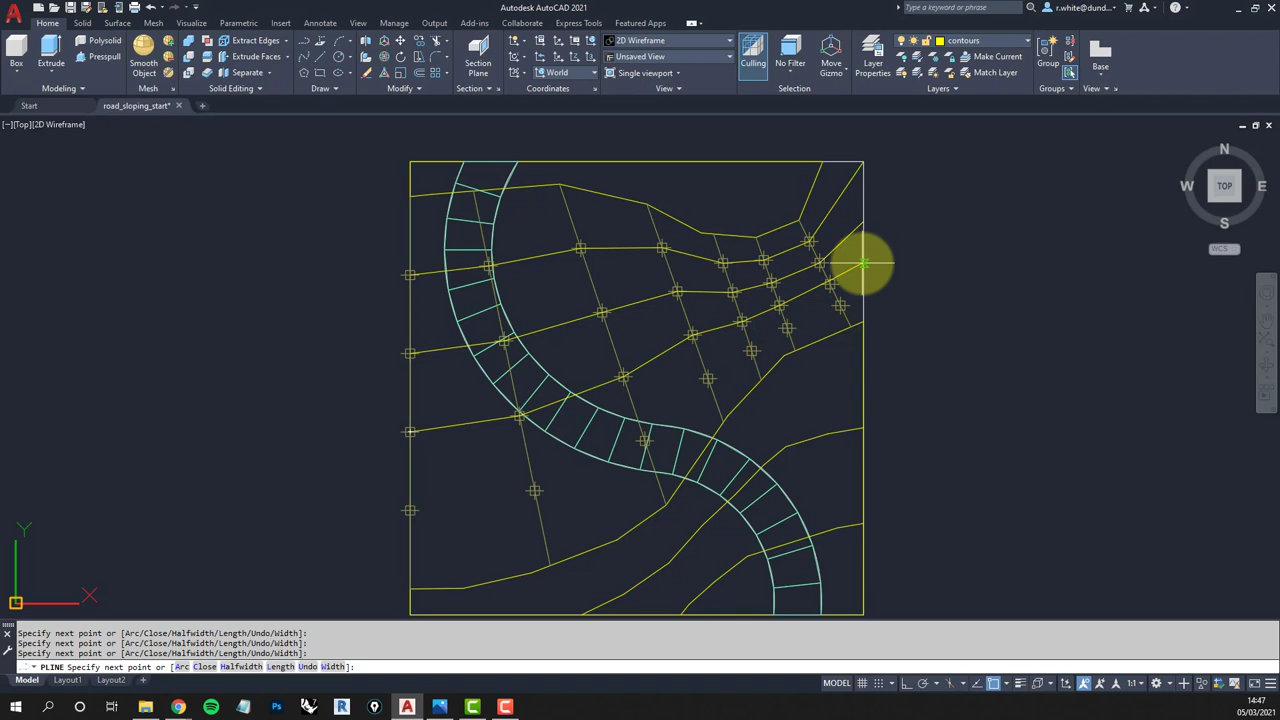 Autodesk AutoCAD 2021
Type a keyword or phrase
r.white@dund...
Home Solid Surface Mesh Visualize Parametric Insert Annotate View Manage Output Add-ins Collaborate Express Tools Featured Apps
Box
Extrude
Polysolid
Presspull
Modeling
Smooth
Object
Mesh
Extract Edges
Extrude Faces
Separate
Solid Editing
Draw
Modify
Section
Plane
Section
World
Coordinates
2D Wireframe
Unsaved View
Single viewport
View
Culling
No Filter
Move
Gizmo
Selection
Layer
Properties
contours
Make Current
Match Layer
Layers
Group
Groups
Base
View
Start
road_sloping_start*
[−][Top][2D Wireframe]
N
W
TOP
E
S
WCS
Y
X
Specify next point or [Arc/Close/Halfwidth/Length/Undo/Width]:
Specify next point or [Arc/Close/Halfwidth/Length/Undo/Width]:
Specify next point or [Arc/Close/Halfwidth/Length/Undo/Width]:
PLINE Specify next point or [Arc Close Halfwidth Length Undo Width]:
Model Layout1 Layout2
MODEL
1:1
14:47
05/03/2021